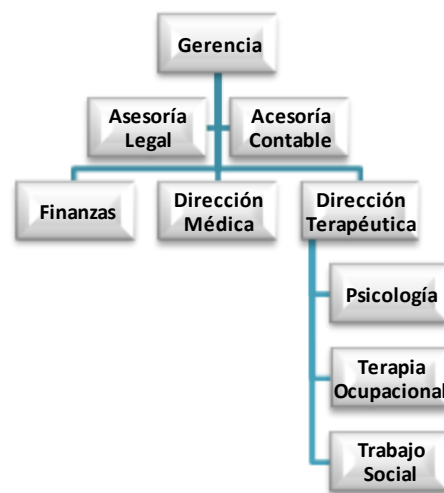 Gerencia
Asesoría
Legal
Acesoría
Contable
Finanzas
Dirección
Médica
Dirección
Terapéutica
Psicología
Terapia
Ocupacional
Trabajo
Social